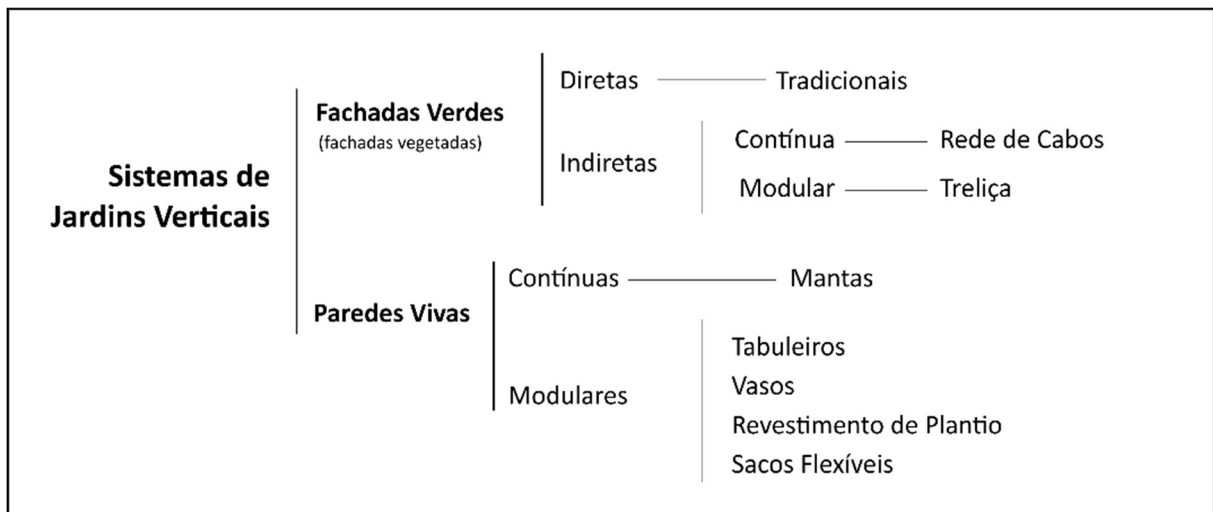 Sistemas de
Jardins Verticais
Fachadas Verdes
(fachadas vegetadas)
Diretas
Tradicionais
Indiretas
Contínua
Rede de Cabos
Modular
Treliça
Paredes Vivas
Contínuas
Mantas
Modulares
Tabuleiros
Vasos
Revestimento de Plantio
Sacos Flexíveis